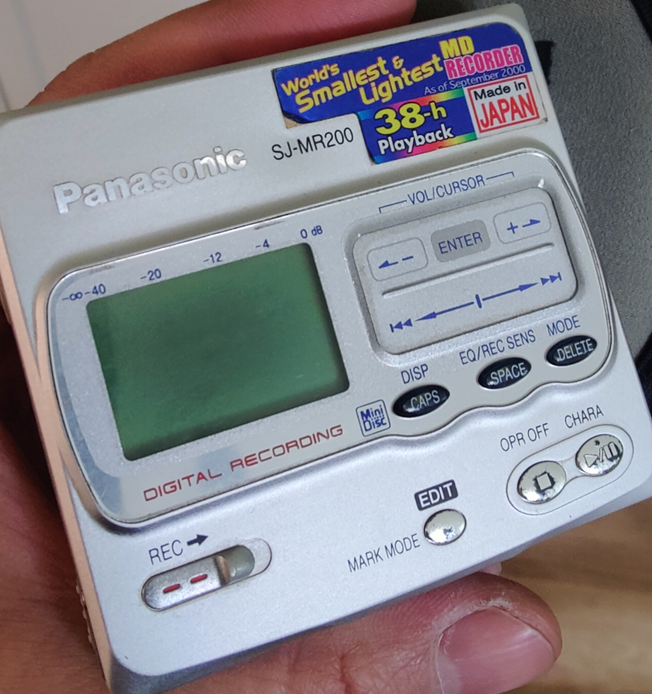 World's
Smallest &
Lightest MD
RECORDER
As of September 2000
38-h
Playback
Made in
JAPAN
Panasonic
SJ-MR200
VOL/CURSOR
-∞ -40 -20 -12 -4 0 dB
- ENTER +
DISP EQ/REC SENS MODE
CAPS SPACE DELETE
Mini
Disc
DIGITAL RECORDING
OPR OFF CHARA
EDIT
REC
MARK MODE